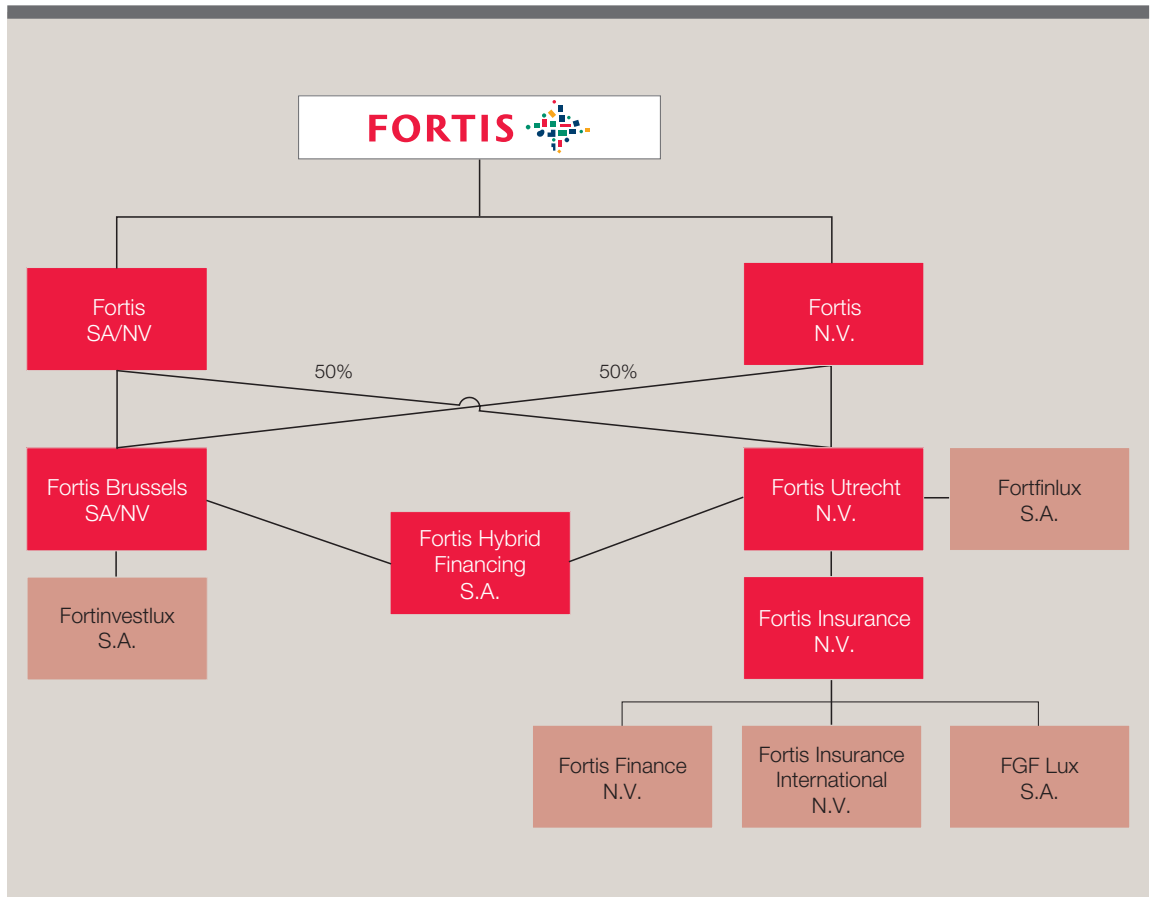 FORTIS
Fortis
SA/NV
Fortis
N.V.
50%
50%
Fortis Brussels
SA/NV
Fortis Utrecht
N.V.
Fortfinlux
S.A.
Fortis Hybrid
Financing
S.A.
Fortinvestlux
S.A.
Fortis Insurance
N.V.
Fortis Finance
N.V.
Fortis Insurance
International
N.V.
FGF Lux
S.A.